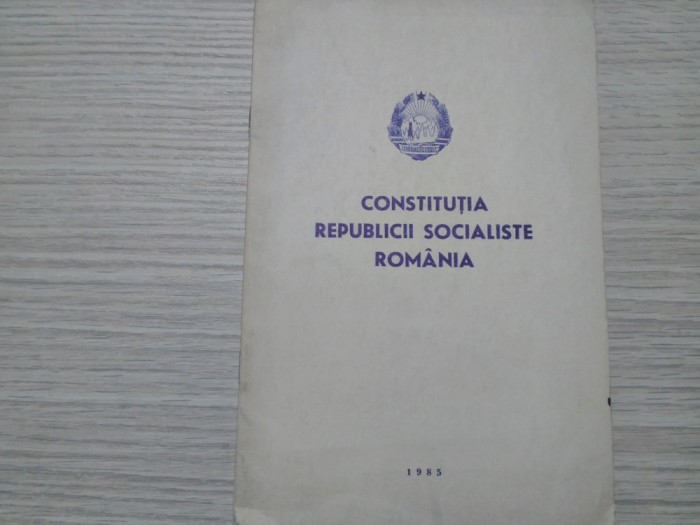 CONSTITUȚIA
REPUBLICII SOCIALISTE
ROMÂNIA
1985